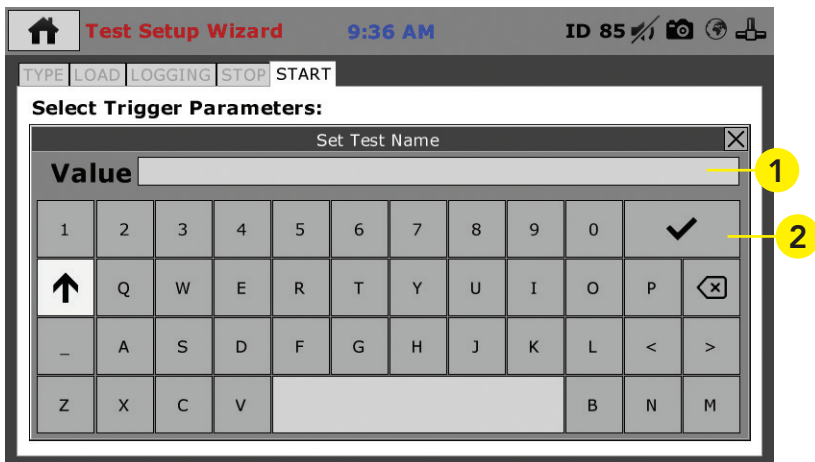 Test Setup Wizard 9:36 AM ID 85
TYPE LOAD LOGGING STOP START
Select Trigger Parameters:
Set Test Name
Value 1
1 2 3 4 5 6 7 8 9 0 2
Q W E R T Y U I O P
_ A S D F G H J K L < >
Z X C V B N M